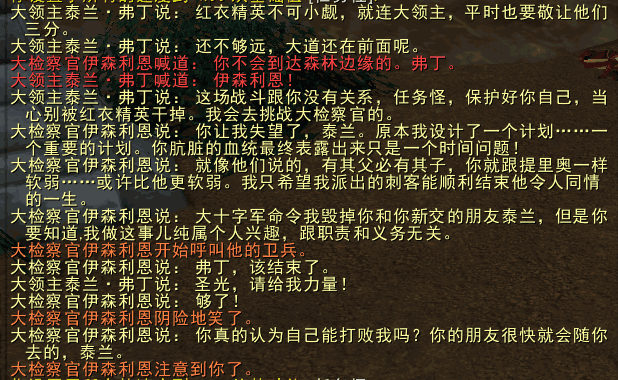 大领主泰兰·弗丁说： 红衣精英不可小觑，就连大领主，平时也要敬让他们
三分。
大领主泰兰·弗丁说： 还不够远，大道还在前面呢。
大检察官伊森利恩喊道： 你不会到达森林边缘的。弗丁。
大领主泰兰·弗丁喊道： 伊森利恩！
大领主泰兰·弗丁说： 这场战斗跟你没有关系，任务怪，保护好你自己，当
心别被红衣精英干掉。我会去挑战大检察官的。
大检察官伊森利恩说： 你让我失望了，泰兰。原本我设计了一个计划……一
个重要的计划。你肮脏的血统最终表露出来只是一个时间问题！
大检察官伊森利恩说： 就像他们说的，有其父必有其子，你就跟提里奥一样
软弱……或许比他更软弱。我只希望我派出的刺客能顺利结束他令人同情
的一生。
大检察官伊森利恩说： 大十字军命令我毁掉你和你新交的朋友泰兰，但是你
要知道,我做这事儿纯属个人兴趣，跟职责和义务无关。
大检察官伊森利恩开始呼叫他的卫兵。
大检察官伊森利恩说： 弗丁，该结束了。
大领主泰兰·弗丁说： 圣光，请给我力量！
大检察官伊森利恩说： 够了！
大检察官伊森利恩阴险地笑了。
大检察官伊森利恩说： 你真的认为自己能打败我吗？你的朋友很快就会随你
去的，泰兰。
大检察官伊森利恩注意到你了。